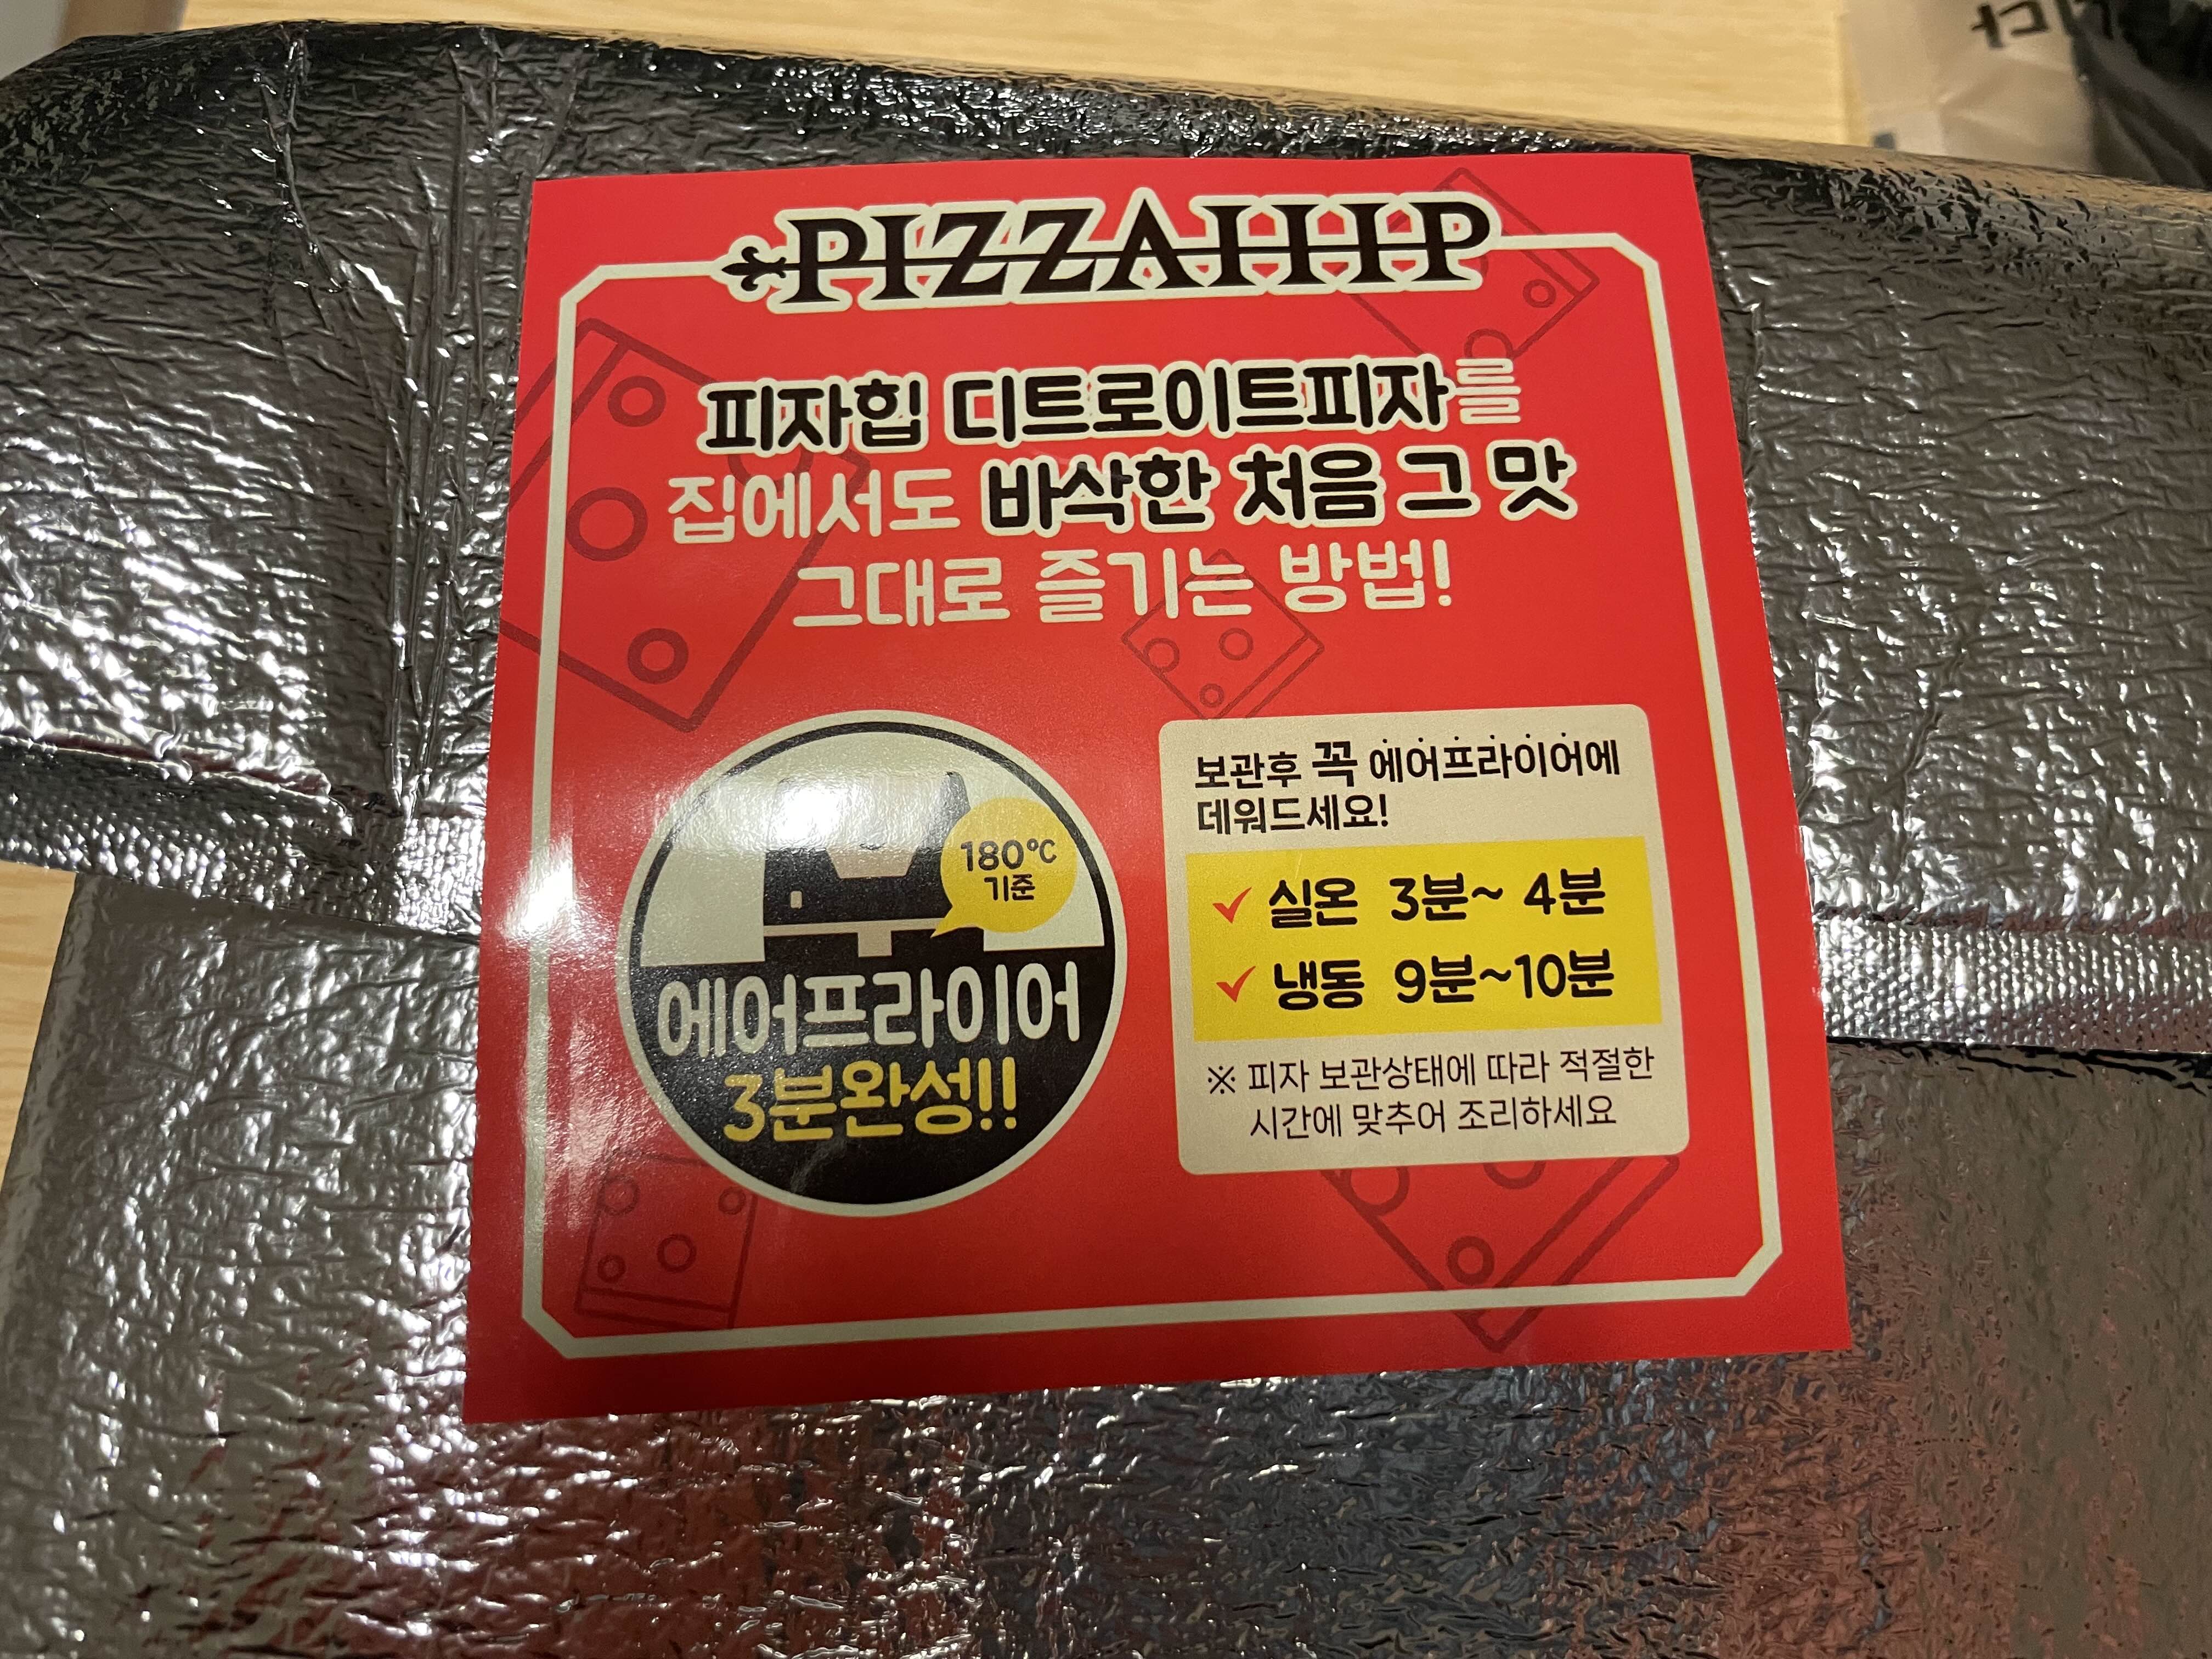 PIZZAHIP
피자힙 디트로이트피자를
집에서도 바삭한 처음 그 맛
그대로 즐기는 방법!
180℃
기준
에어프라이어
3분완성!!
보관후 꼭 에어프라이어에
데워드세요!
✓ 실온 3분~ 4분
✓ 냉동 9분~10분
※ 피자 보관상태에 따라 적절한
시간에 맞추어 조리하세요